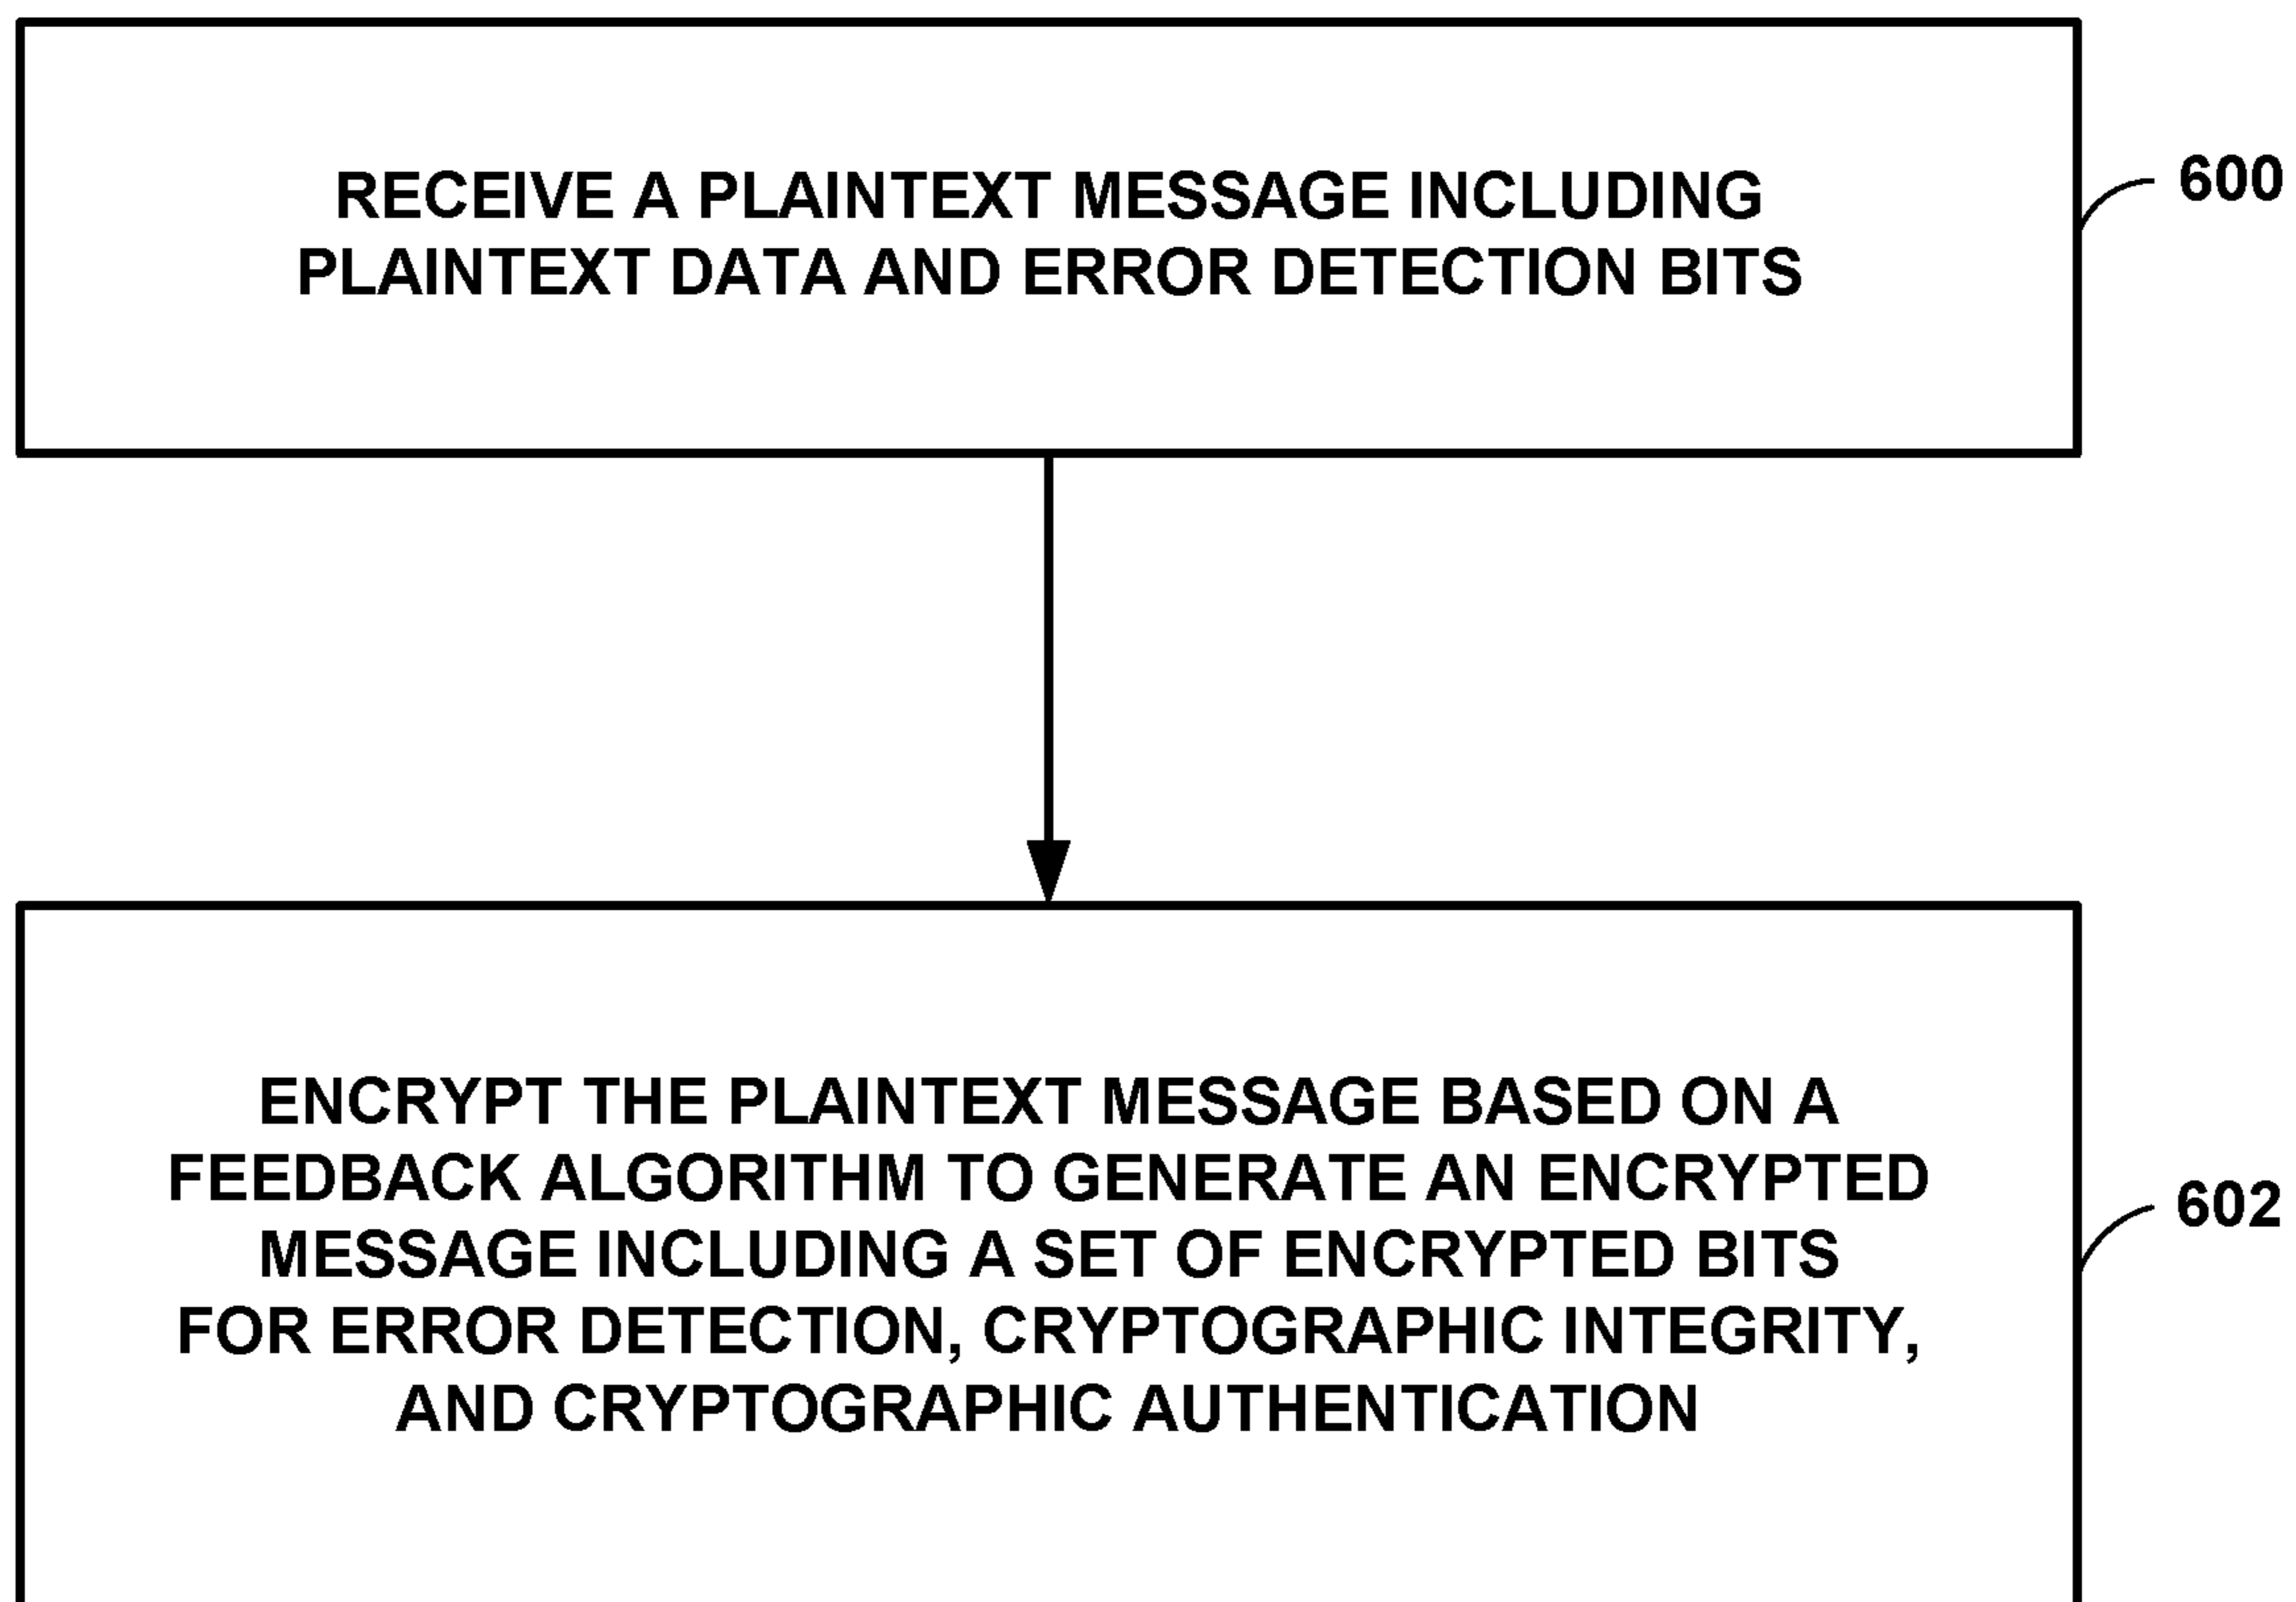 RECEIVE A PLAINTEXT MESSAGE INCLUDING
PLAINTEXT DATA AND ERROR DETECTION BITS
600
ENCRYPT THE PLAINTEXT MESSAGE BASED ON A
FEEDBACK ALGORITHM TO GENERATE AN ENCRYPTED
MESSAGE INCLUDING A SET OF ENCRYPTED BITS
FOR ERROR DETECTION, CRYPTOGRAPHIC INTEGRITY,
AND CRYPTOGRAPHIC AUTHENTICATION
602